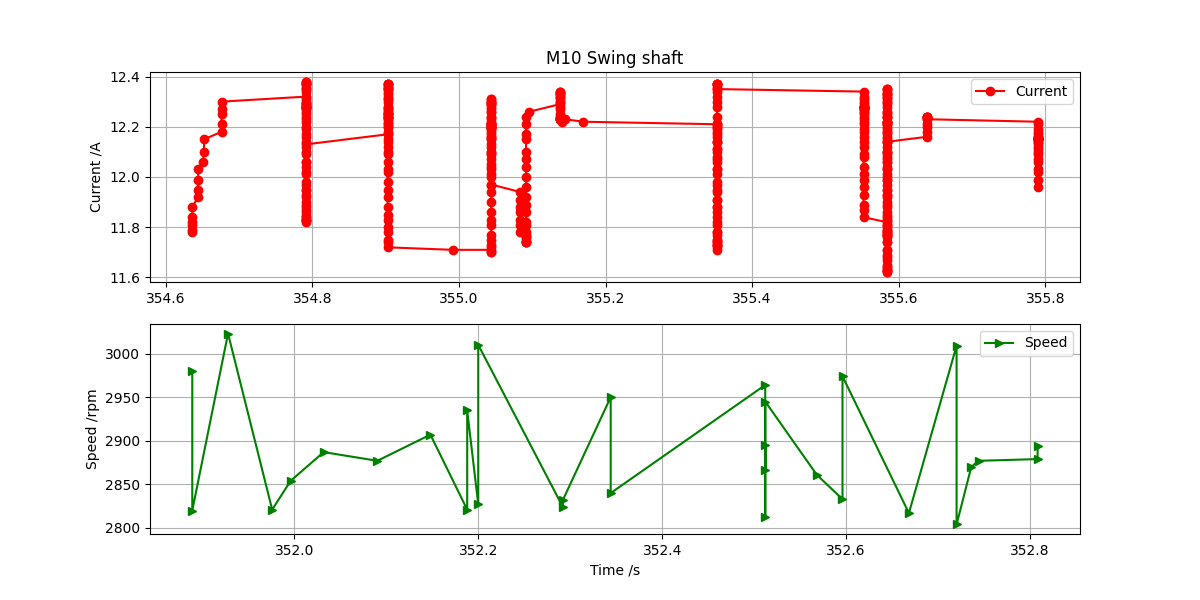 M10 Swing shaft
Current /A
12.4
12.2
12.0
11.8
11.6
Current
354.6 354.8 355.0 355.2 355.4 355.6 355.8
Speed /rpm
3000
2950
2900
2850
2800
Speed
352.0 352.2 352.4 352.6 352.8
Time /s